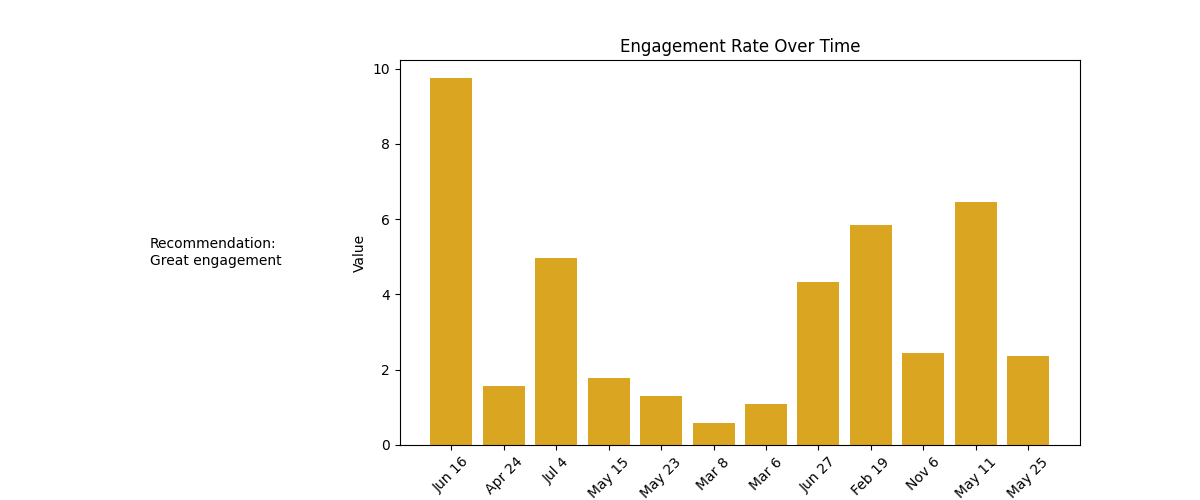 Engagement Rate Over Time
Recommendation:
Great engagement
Value
10
8
6
4
2
0
Jun 16
Apr 24
Jul 4
May 15
May 23
Mar 8
Mar 6
Jun 27
Feb 19
Nov 6
May 11
May 25